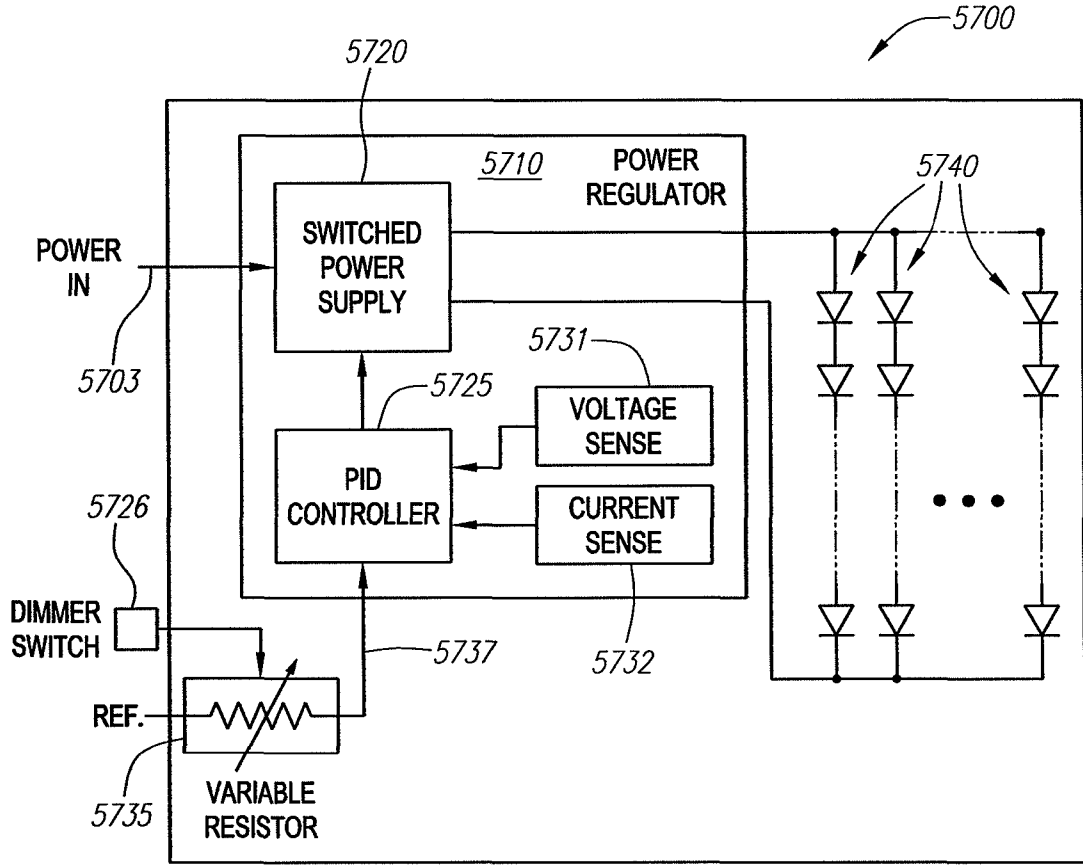 5700
5720
5710
POWER
REGULATOR
5740
SWITCHED
POWER
SUPPLY
POWER
IN
5703
5731
5725
VOLTAGE
SENSE
PID
CONTROLLER
CURRENT
SENSE
5726
DIMMER
SWITCH
5737
5732
REF.
5735
VARIABLE
RESISTOR